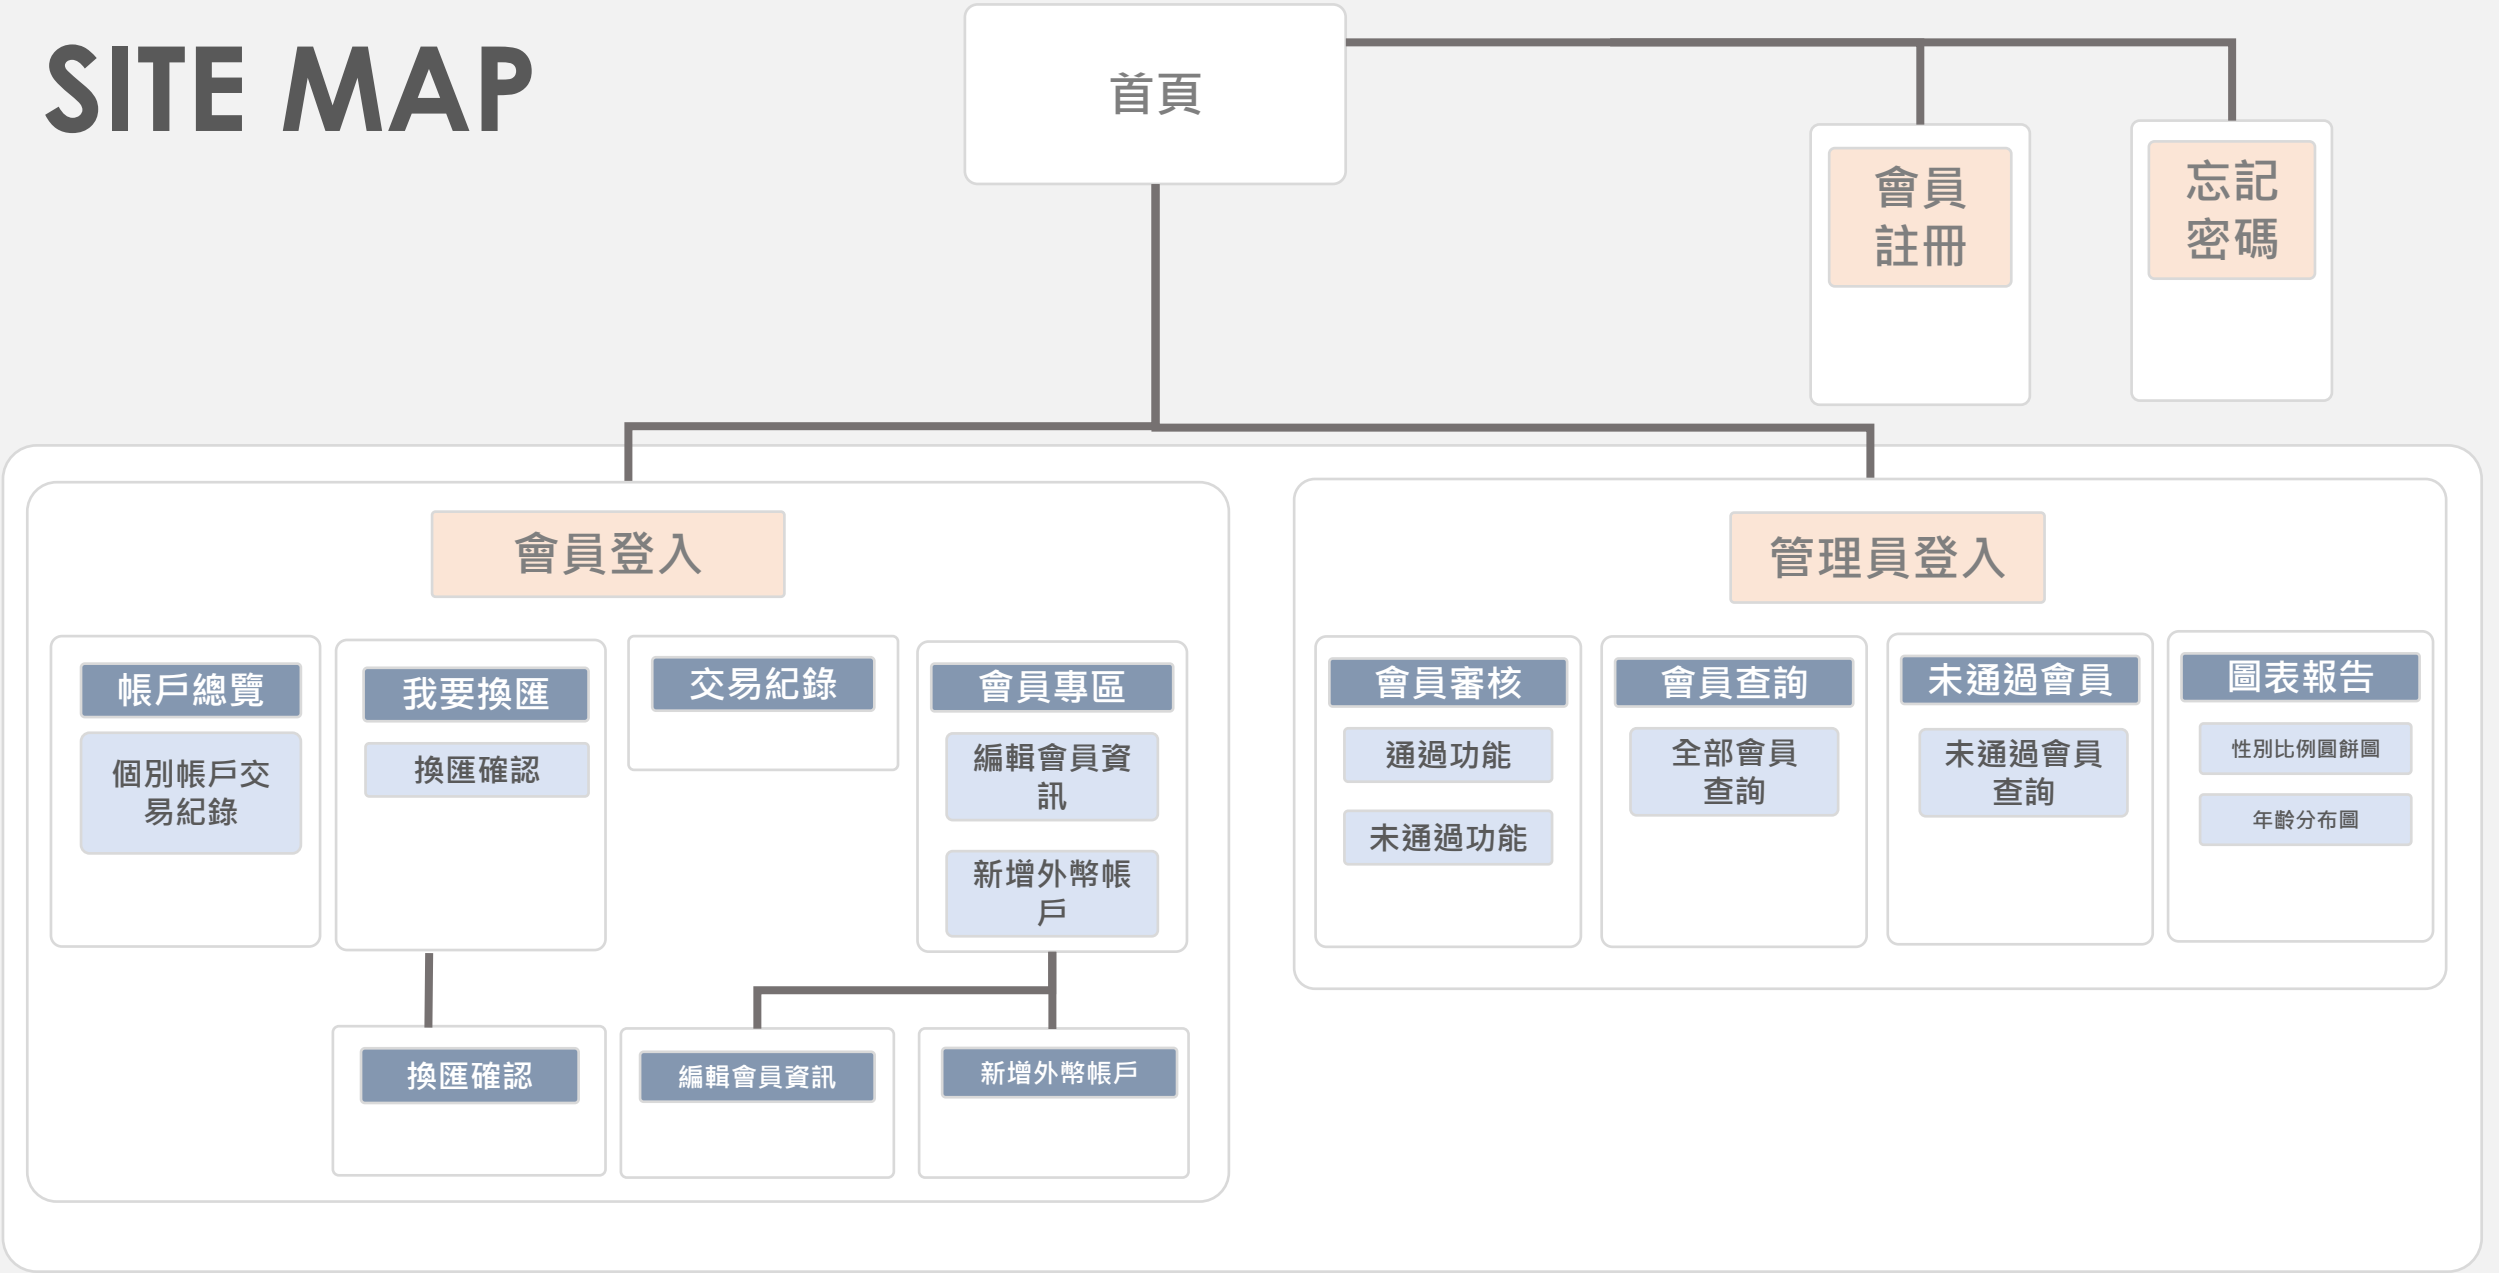 SITE MAP
首頁
會員
註冊
忘記
密碼
會員登入
帳戶總覽
個別帳戶交
易紀錄
我要換匯
換匯確認
交易紀錄
會員專區
編輯會員資
訊
新增外幣帳
戶
換匯確認
編輯會員資訊
新增外幣帳戶
管理員登入
會員審核
通過功能
未通過功能
會員查詢
全部會員
查詢
未通過會員
未通過會員
查詢
圖表報告
性別比例圓餅圖
年齡分布圖